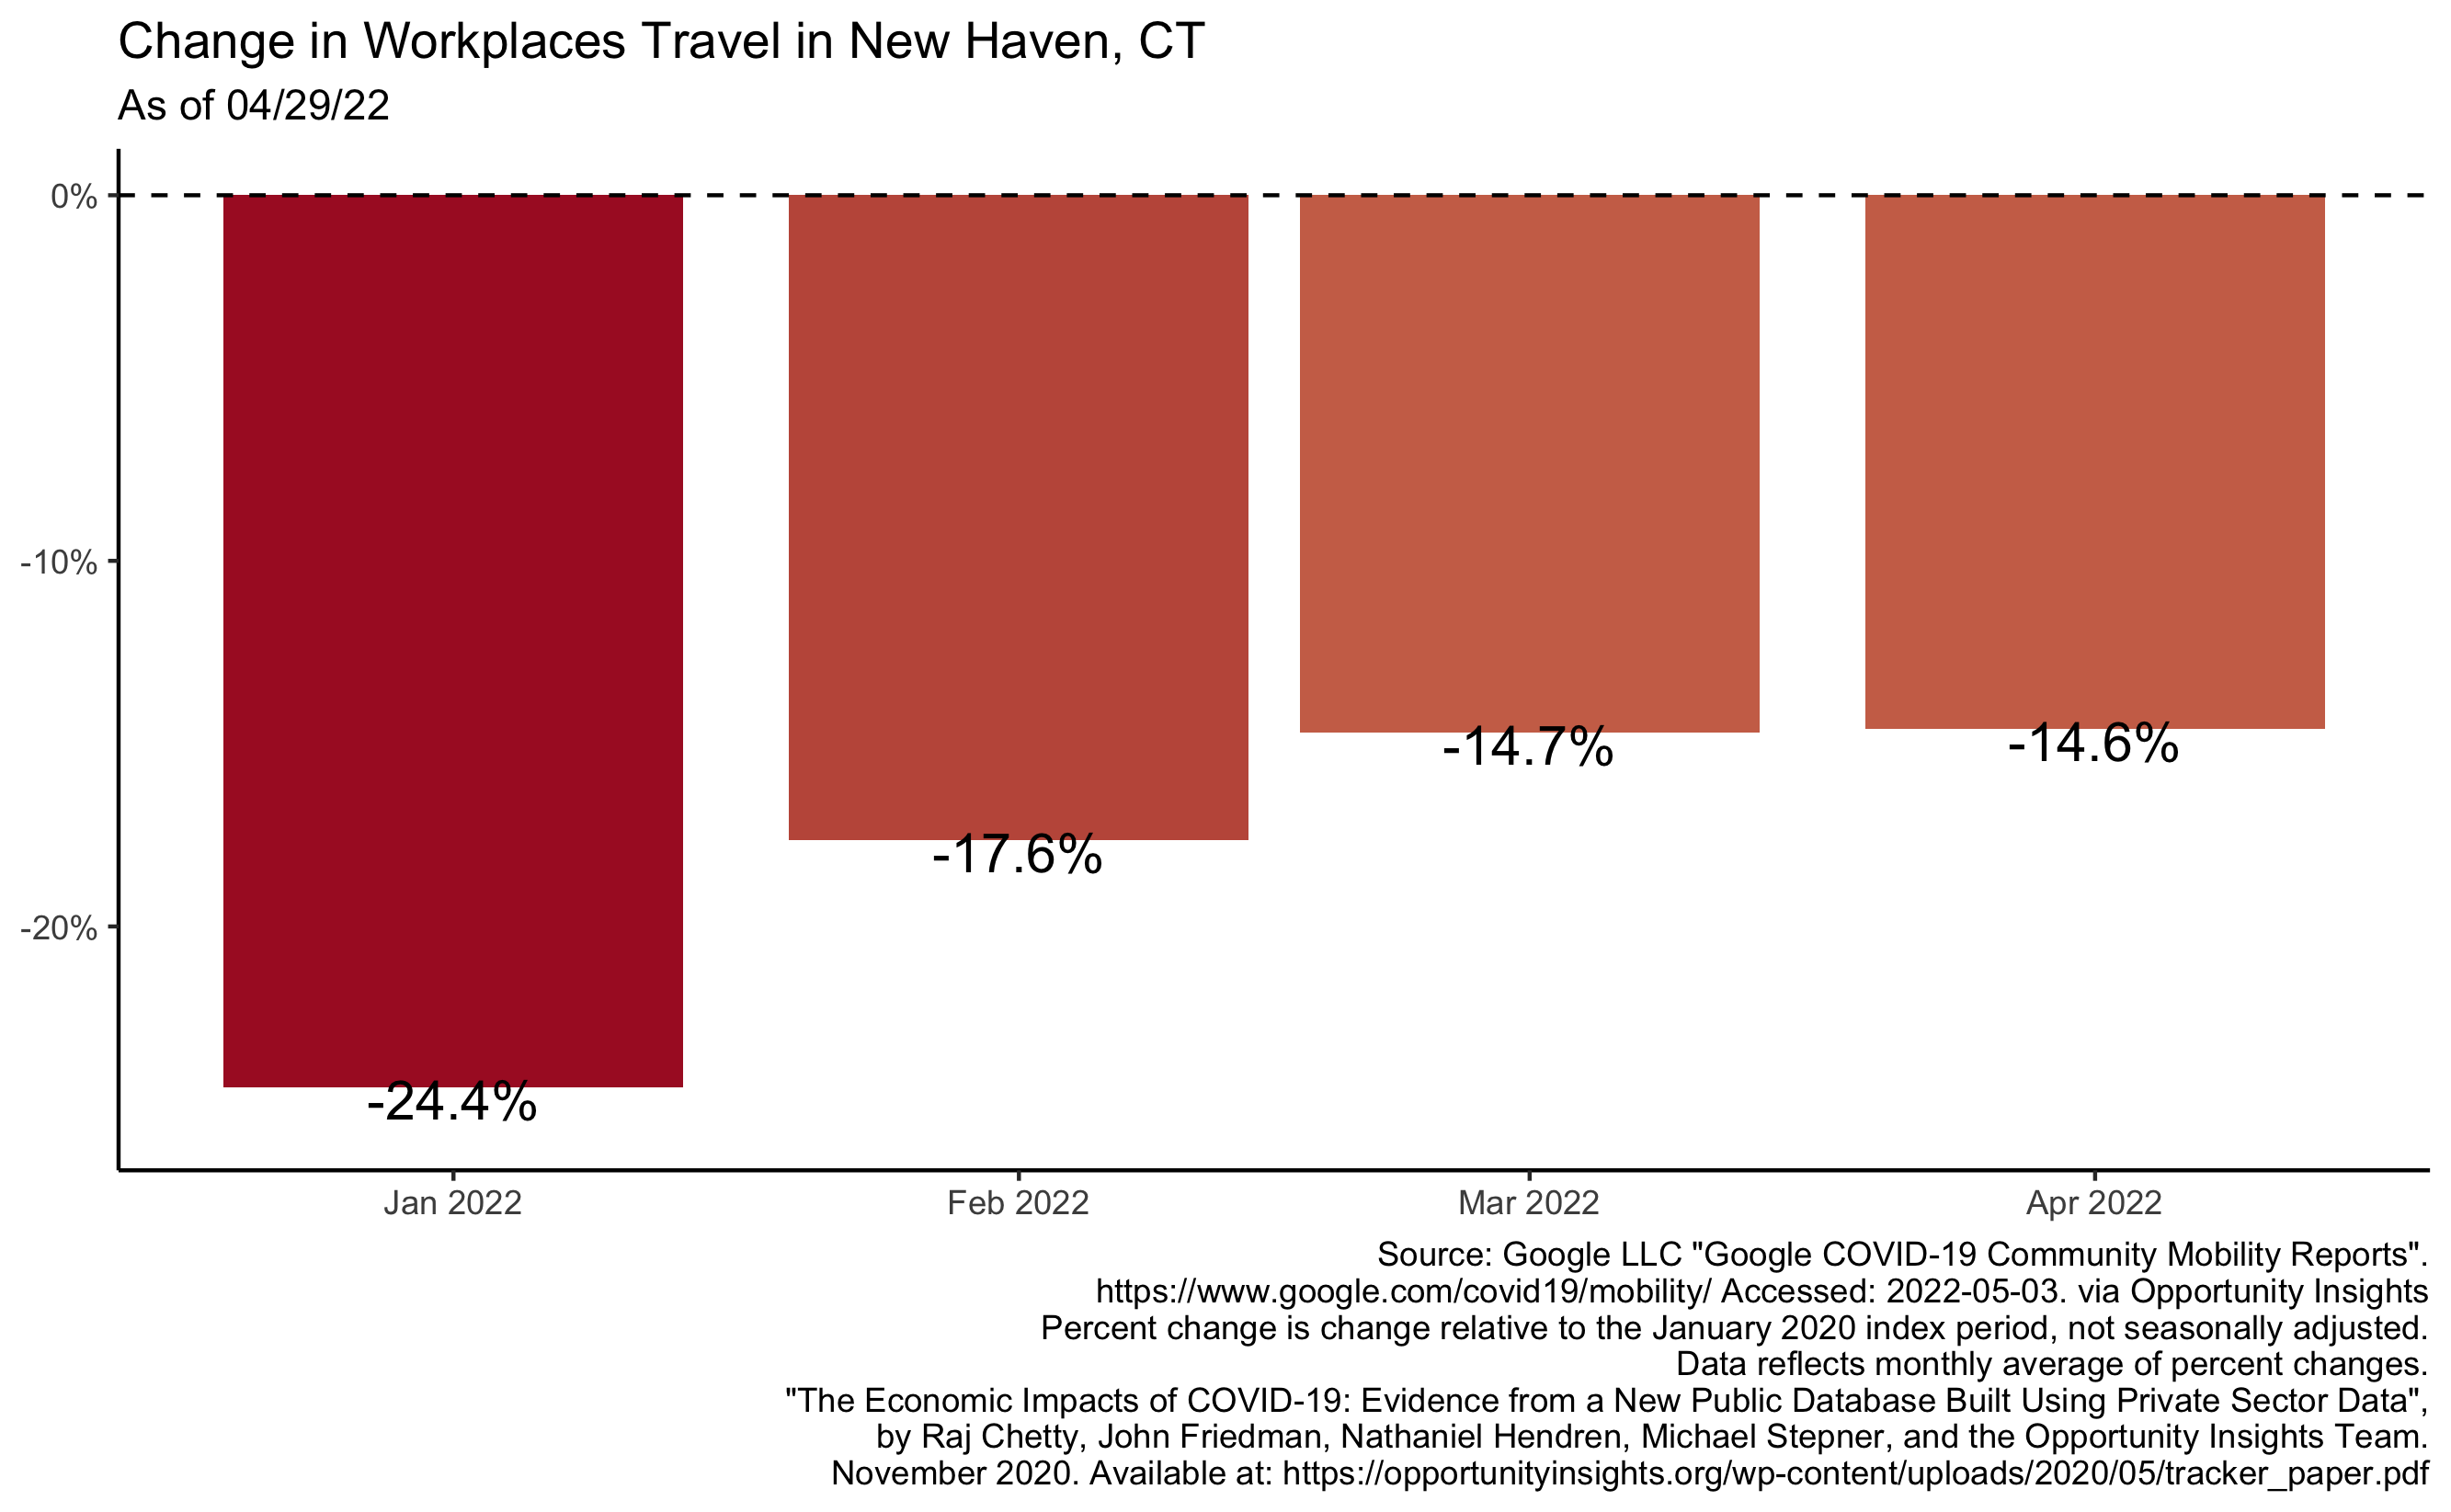 Change in Workplaces Travel in New Haven, CT
As of 04/29/22
0%
-10%
-20%
-24.4%
-17.6%
-14.7%
-14.6%
Jan 2022
Feb 2022
Mar 2022
Apr 2022
Source: Google LLC "Google COVID-19 Community Mobility Reports".
https://www.google.com/covid19/mobility/ Accessed: 2022-05-03. via Opportunity Insights
Percent change is change relative to the January 2020 index period, not seasonally adjusted.
Data reflects monthly average of percent changes.
"The Economic Impacts of COVID-19: Evidence from a New Public Database Built Using Private Sector Data",
by Raj Chetty, John Friedman, Nathaniel Hendren, Michael Stepner, and the Opportunity Insights Team.
November 2020. Available at: https://opportunityinsights.org/wp-content/uploads/2020/05/tracker_paper.pdf